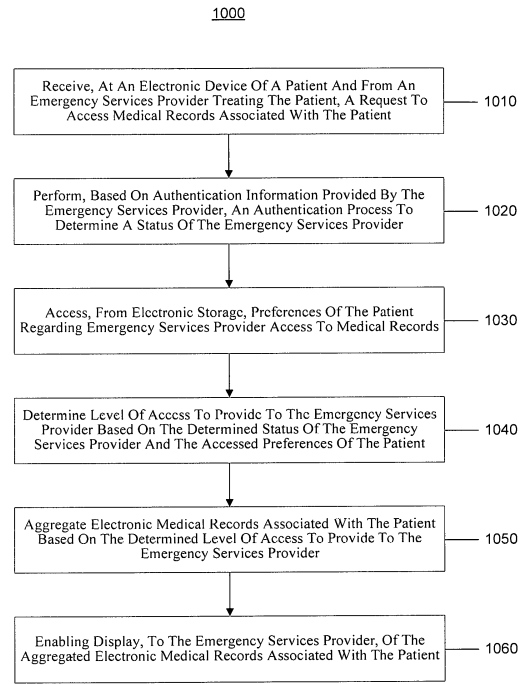 1000
Receive, At An Electronic Device Of A Patient And From An
Emergency Services Provider Treating The Patient, A Request To
Access Medical Records Associated With The Patient
1010
Perform, Based On Authentication Information Provided By The
Emergency Services Provider, An Authentication Process To
Determine A Status Of The Emergency Services Provider
1020
Access, From Electronic Storage, Preferences Of The Patient
Regarding Emergency Services Provider Access To Medical Records
1030
Determine Level Of Access To Provide To The Emergency Services
Provider Based On The Determined Status Of The Emergency
Services Provider And The Accessed Preferences Of The Patient
1040
Aggregate Electronic Medical Records Associated With The Patient
Based On The Determined Level Of Access To Provide To The
Emergency Services Provider
1050
Enabling Display, To The Emergency Services Provider, Of The
Aggregated Electronic Medical Records Associated With The Patient
1060